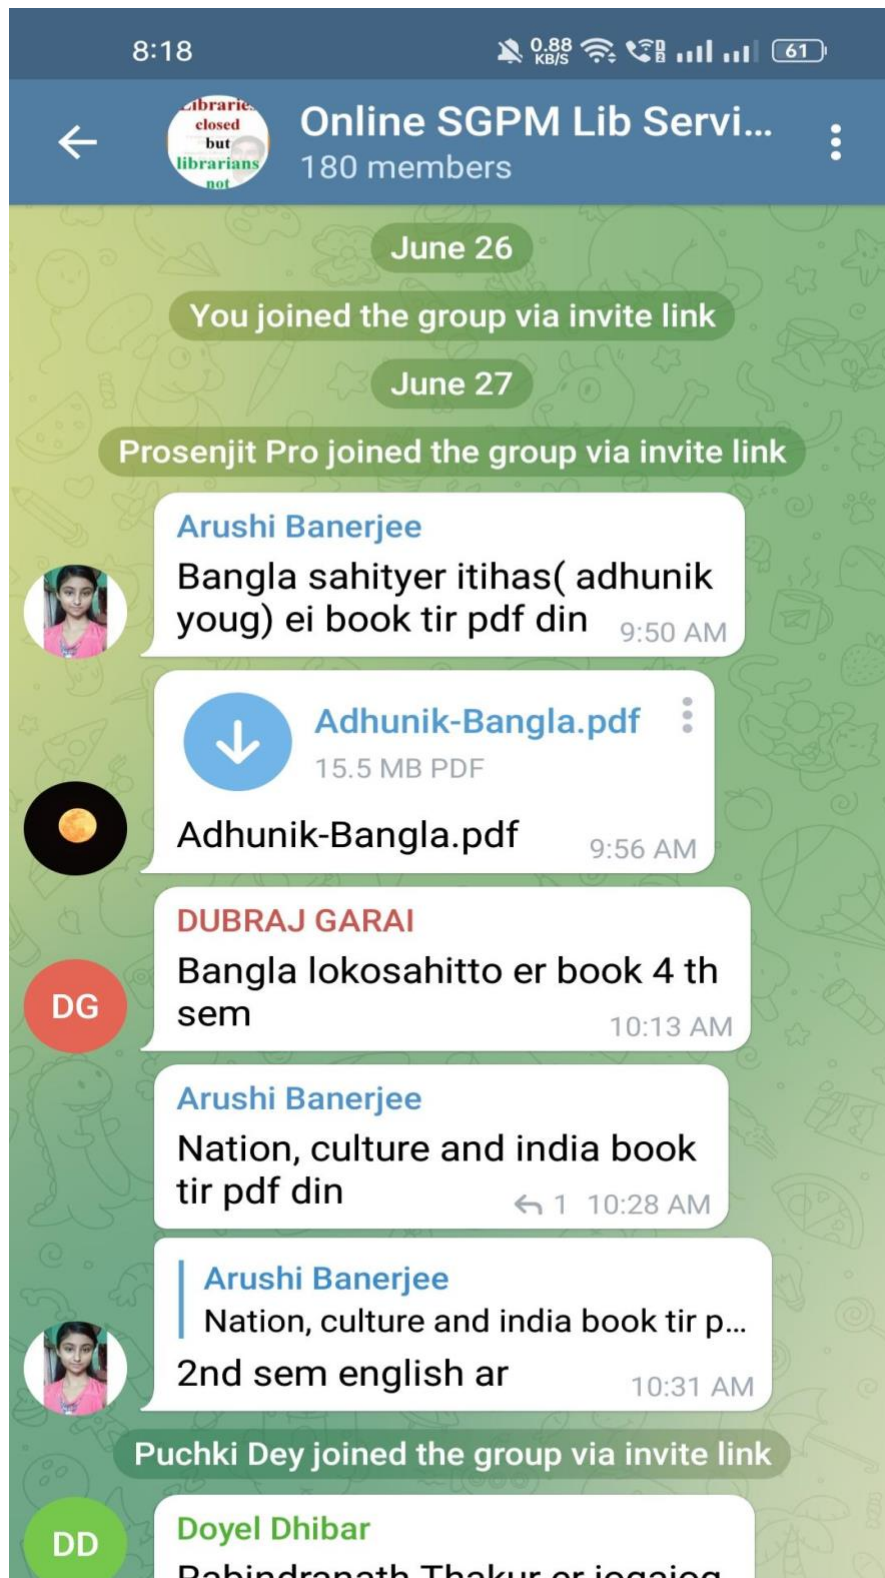 8:18
0.88
KB/S
61
Libraries
closed
but
librarians
not
Online SGPM Lib Servi...
180 members
June 26
You joined the group via invite link
June 27
Prosenjit Pro joined the group via invite link
Arushi Banerjee
Bangla sahityer itihas( adhunik
youg) ei book tir pdf din
9:50 AM
Adhunik-Bangla.pdf
15.5 MB PDF
Adhunik-Bangla.pdf
9:56 AM
DUBRAJ GARAI
Bangla lokosahitto er book 4 th
sem
10:13 AM
DG
Arushi Banerjee
Nation, culture and india book
tir pdf din
1 10:28 AM
Arushi Banerjee
Nation, culture and india book tir p...
2nd sem english ar
10:31 AM
Puchki Dey joined the group via invite link
DD
Doyel Dhibar
Rabindranath Thakur er jogajog